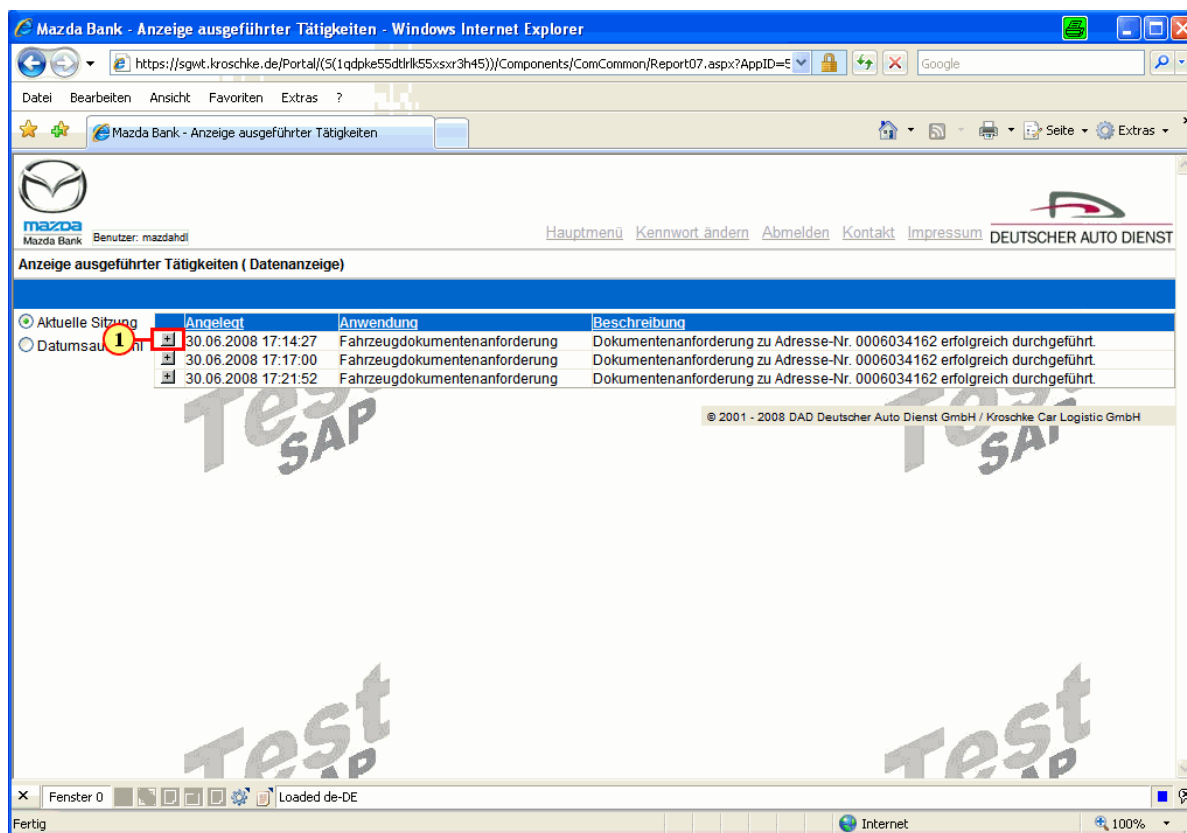 Mazda Bank - Anzeige ausgeführter Tätigkeiten - Windows Internet Explorer
https://sgwt.kroschke.de/Portal/(S(1qdpke55dtlrlk55xsxr3h45))/Components/ComCommon/Report07.aspx?AppID=5
Google
Datei Bearbeiten Ansicht Favoriten Extras ?
Mazda Bank - Anzeige ausgeführter Tätigkeiten
Seite Extras
mazda
Mazda Bank
Benutzer: mazdahdl
Hauptmenü Kennwort ändern Abmelden Kontakt Impressum
DEUTSCHER AUTO DIENST
Anzeige ausgeführter Tätigkeiten ( Datenanzeige)
Aktuelle Sitzung
Angelegt Anwendung Beschreibung
1
+ 30.06.2008 17:14:27 Fahrzeugdokumentenanforderung Dokumentenanforderung zu Adresse-Nr. 0006034162 erfolgreich durchgeführt.
+ 30.06.2008 17:17:00 Fahrzeugdokumentenanforderung Dokumentenanforderung zu Adresse-Nr. 0006034162 erfolgreich durchgeführt.
+ 30.06.2008 17:21:52 Fahrzeugdokumentenanforderung Dokumentenanforderung zu Adresse-Nr. 0006034162 erfolgreich durchgeführt.
© 2001 - 2008 DAD Deutscher Auto Dienst GmbH / Kroschke Car Logistic GmbH
Test
SAP
Test
SAP
Test
SAP
Test
SAP
Fenster 0 Loaded de-DE
Fertig Internet 100%